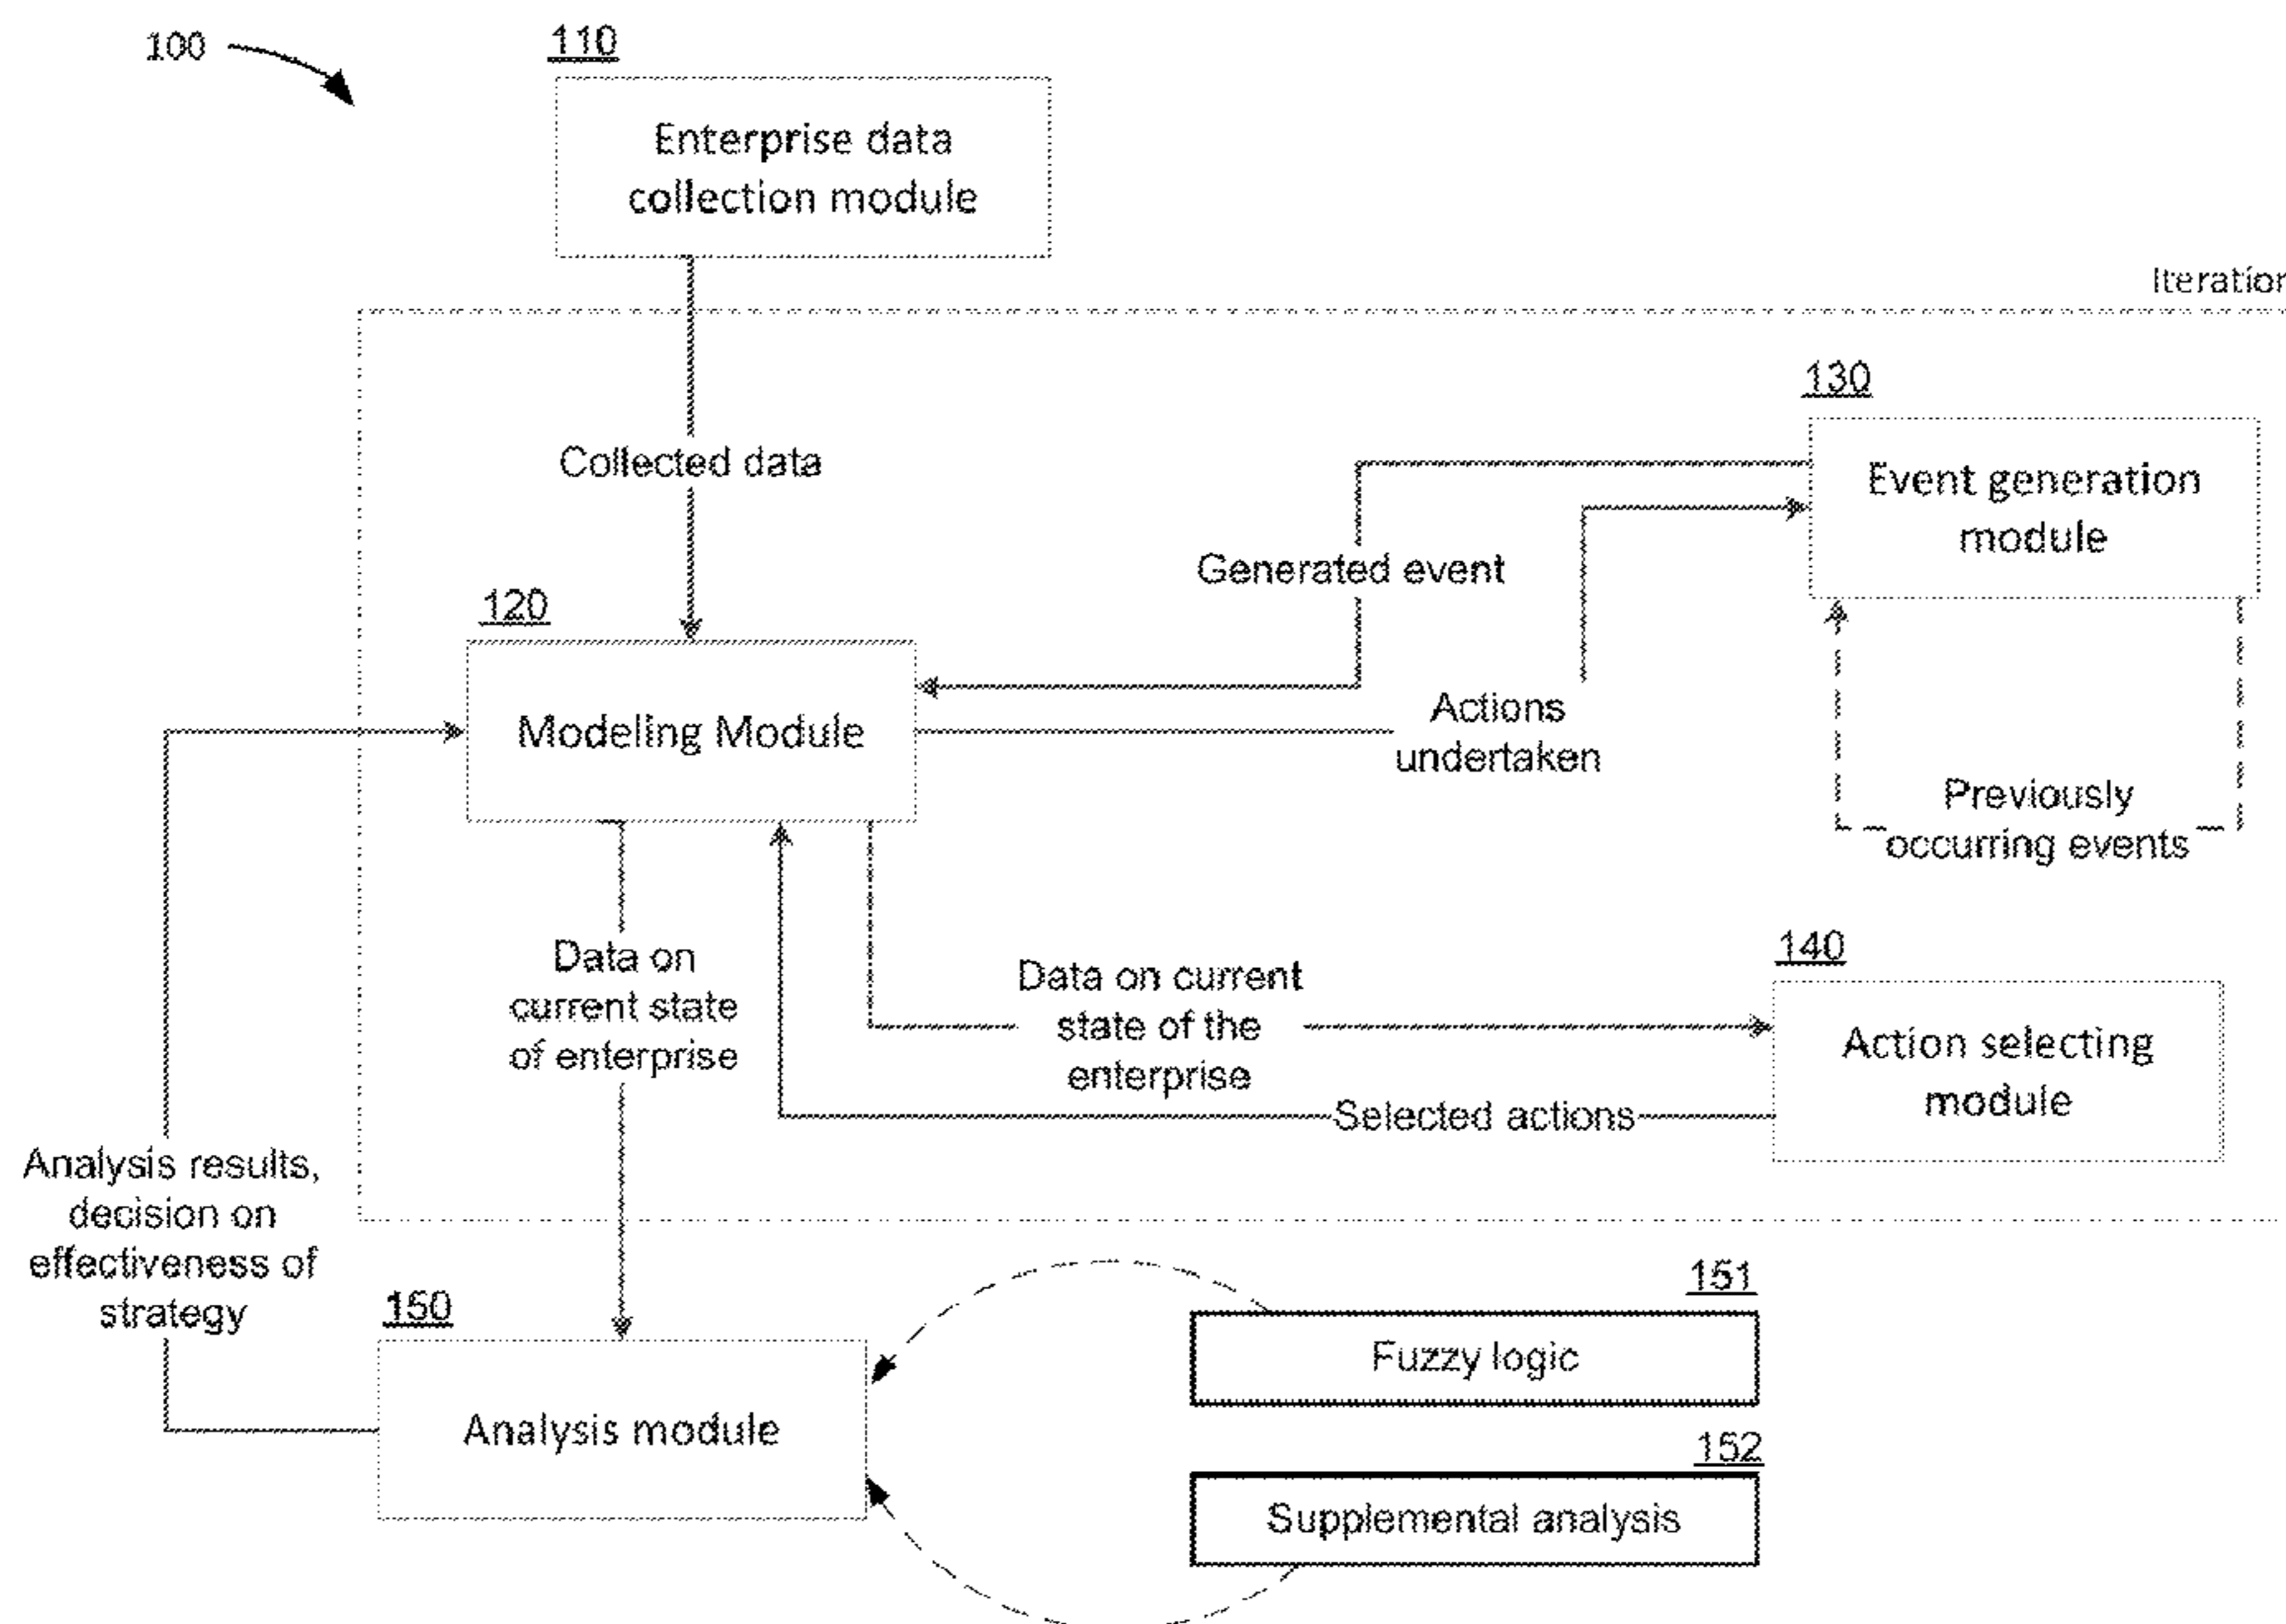 100
110
Enterprise data
collection module
Iteration
130
Event generation
module
Collected data
Generated event
120
Modeling Module
Actions
undertaken
Previously
occurring events
Data on
current state
of enterprise
Data on current
state of the
enterprise
140
Action selecting
module
Selected actions
Analysis results,
decision on
effectiveness of
strategy
150
Analysis module
151
Fuzzy logic
152
Supplemental analysis